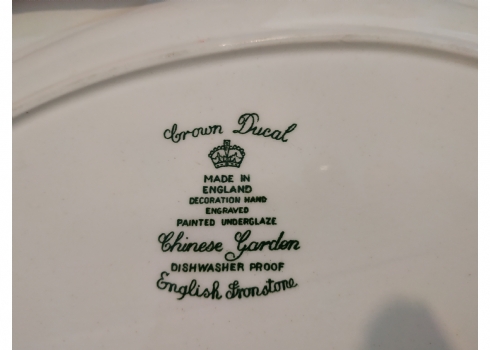 Crown Ducal
MADE IN
ENGLAND
DECORATION HAND
ENGRAVED
PAINTED UNDERGLAZE
Chinese Garden
DISHWASHER PROOF
English Ironstone